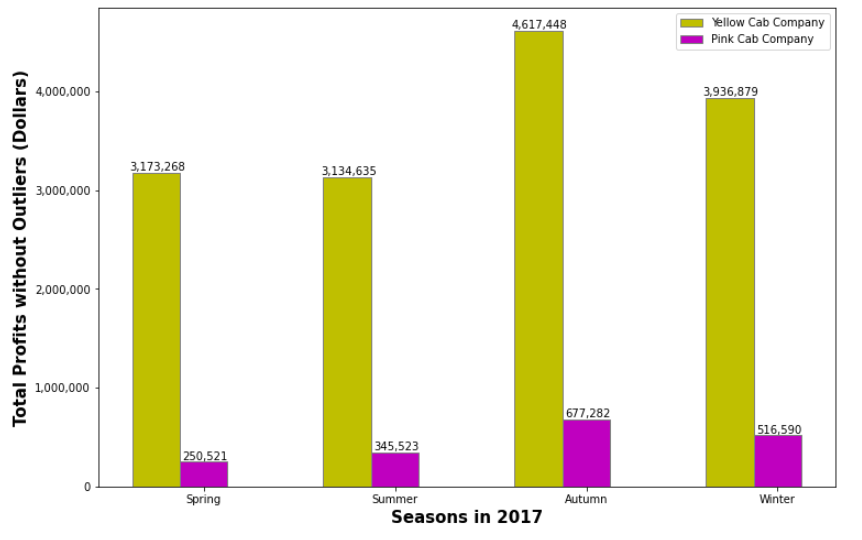 Yellow Cab Company
Pink Cab Company
Total Profits without Outliers (Dollars)
4,000,000
3,000,000
2,000,000
1,000,000
0
3,173,268
250,521
3,134,635
345,523
4,617,448
677,282
3,936,879
516,590
Spring
Summer
Autumn
Winter
Seasons in 2017